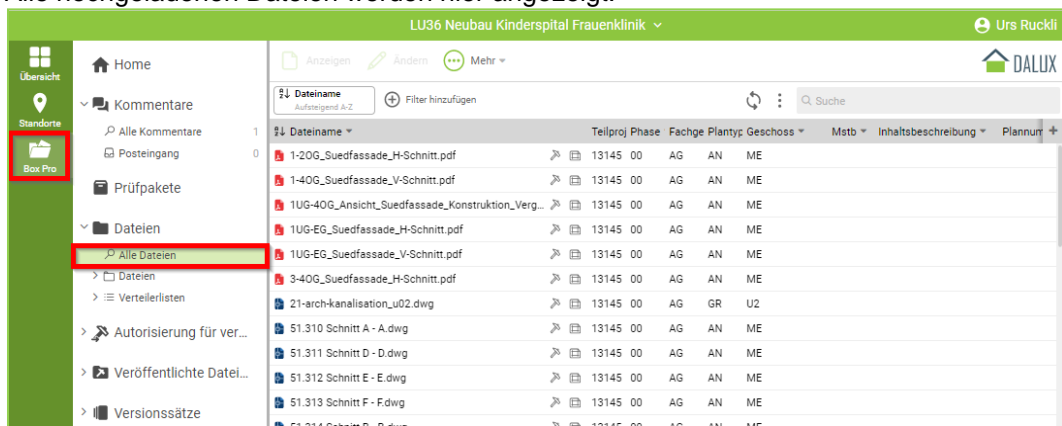 Alle hochgeladenen Dateien werden hier angezeigt.
LU36 Neubau Kinderspital Frauenklinik
Urs Ruckli
Übersicht
Standorte
Box Pro
Home
Kommentare
Alle Kommentare 1
Posteingang 0
Prüfpakete
Dateien
Alle Dateien
Dateien
Verteilerlisten
Autorisierung für ver...
Veröffentlichte Datei...
Versionssätze
Anzeigen Ändern Mehr
DALUX
Dateiname
Aufsteigend A-Z
Filter hinzufügen
Suche
Dateiname Teilproj Phase Fachge Plantyp Geschoss Mstb Inhaltsbeschreibung Plannum
1-2OG_Suedfassade_H-Schnitt.pdf 13145 00 AG AN ME
1-4OG_Suedfassade_V-Schnitt.pdf 13145 00 AG AN ME
1UG-4OG_Ansicht_Suedfassade_Konstruktion_Verg... 13145 00 AG AN ME
1UG-EG_Suedfassade_H-Schnitt.pdf 13145 00 AG AN ME
1UG-EG_Suedfassade_V-Schnitt.pdf 13145 00 AG AN ME
3-4OG_Suedfassade_H-Schnitt.pdf 13145 00 AG AN ME
21-arch-kanalisation_u02.dwg 13145 00 AG GR U2
51.310 Schnitt A - A.dwg 13145 00 AG AN ME
51.311 Schnitt D - D.dwg 13145 00 AG AN ME
51.312 Schnitt E - E.dwg 13145 00 AG AN ME
51.313 Schnitt F - F.dwg 13145 00 AG AN ME